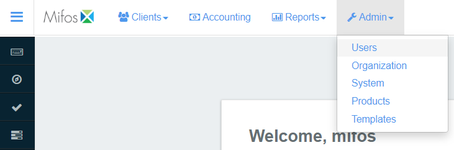 Mifos Clients Accounting Reports Admin
Users
Organization
System
Products
Templates
Welcome, mifos